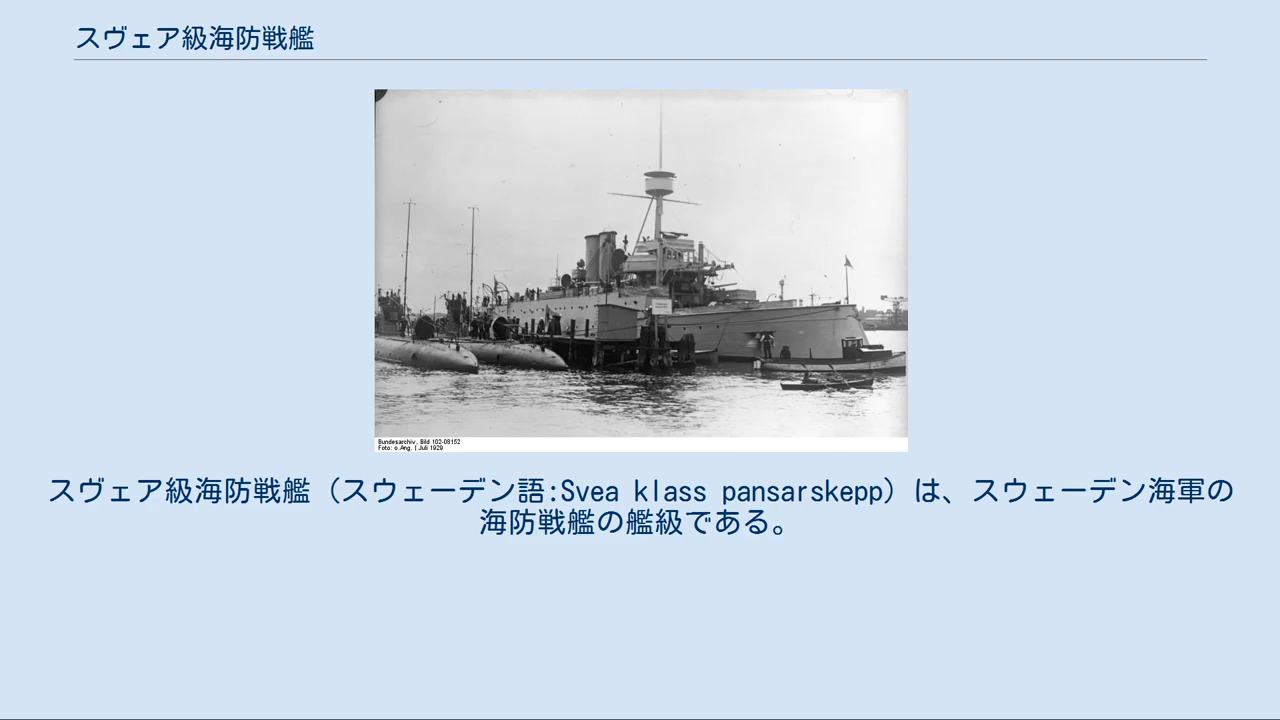 スヴェア級海防戦艦
Bundesarchiv, Bild 102-08152
Foto: o.Ang. | Juli 1929
スヴェア級海防戦艦（スウェーデン語:Svea klass pansarskepp）は、スウェーデン海軍の
海防戦艦の艦級である。